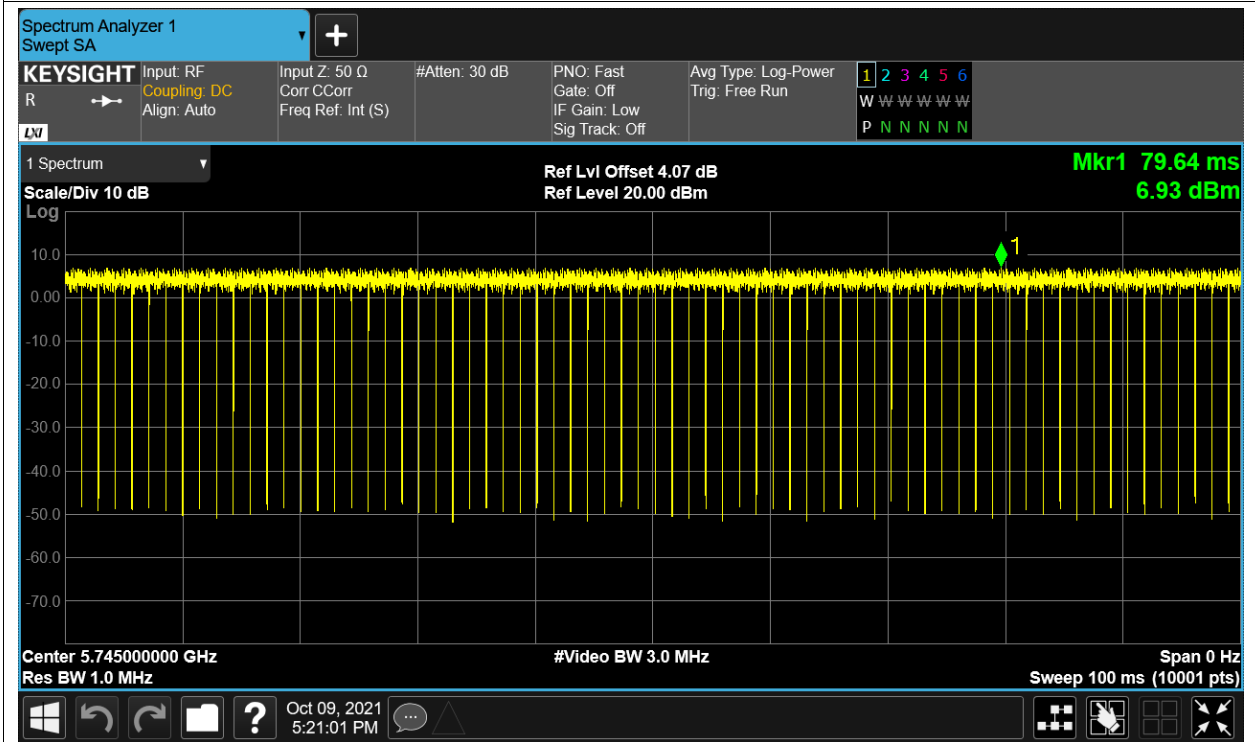 Spectrum Analyzer 1
Swept SA
+
KEYSIGHT Input: RF Input Z: 50 Ω #Atten: 30 dB PNO: Fast Avg Type: Log-Power 1 2 3 4 5 6
R Coupling: DC Corr CCorr Gate: Off Trig: Free Run W W W W W W
Align: Auto Freq Ref: Int (S) IF Gain: Low
LXI Sig Track: Off P N N N N N
1 Spectrum Ref Lvl Offset 4.07 dB Mkr1 79.64 ms
Scale/Div 10 dB Ref Level 20.00 dBm 6.93 dBm
Log
1
10.0
0.00
-10.0
-20.0
-30.0
-40.0
-50.0
-60.0
-70.0
Center 5.745000000 GHz #Video BW 3.0 MHz Span 0 Hz
Res BW 1.0 MHz Sweep 100 ms (10001 pts)
? Oct 09, 2021
5:21:01 PM